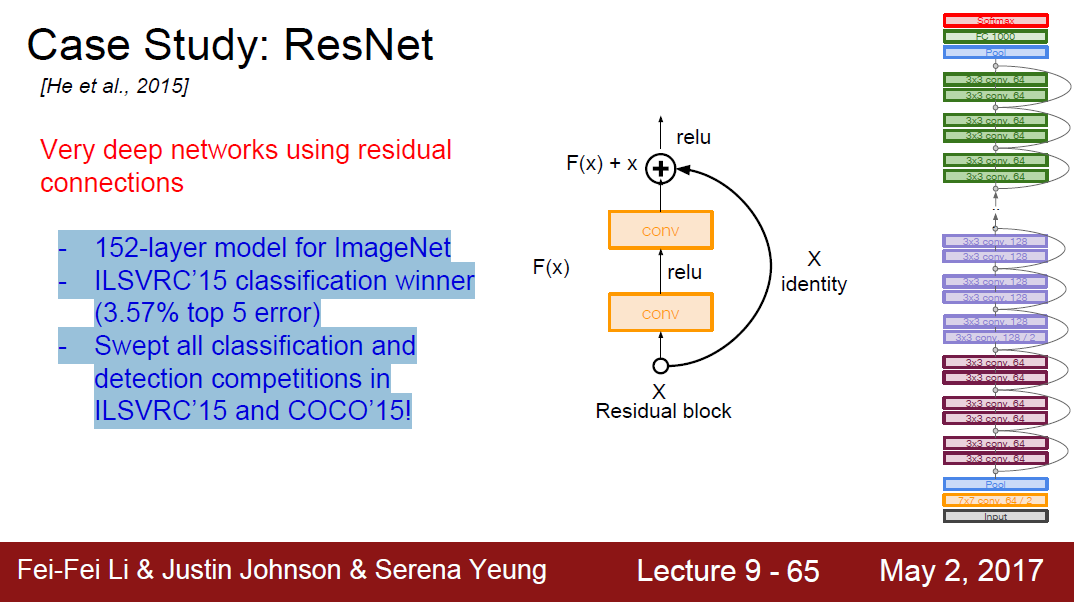 Case Study: ResNet
[He et al., 2015]
Very deep networks using residual
connections
- 152-layer model for ImageNet
- ILSVRC’15 classification winner
(3.57% top 5 error)
- Swept all classification and
detection competitions in
ILSVRC’15 and COCO’15!
relu
F(x) + x
conv
F(x)
relu
X
identity
conv
X
Residual block
Softmax
FC 1000
Pool
3x3 conv, 64
3x3 conv, 64
3x3 conv, 64
3x3 conv, 64
3x3 conv, 64
3x3 conv, 64
..
3x3 conv, 128
3x3 conv, 128
3x3 conv, 128
3x3 conv, 128
3x3 conv, 128
3x3 conv, 128 / 2
3x3 conv, 64
3x3 conv, 64
3x3 conv, 64
3x3 conv, 64
3x3 conv, 64
3x3 conv, 64
Pool
7x7 conv, 64 / 2
Input
Fei-Fei Li & Justin Johnson & Serena Yeung
Lecture 9 - 65
May 2, 2017